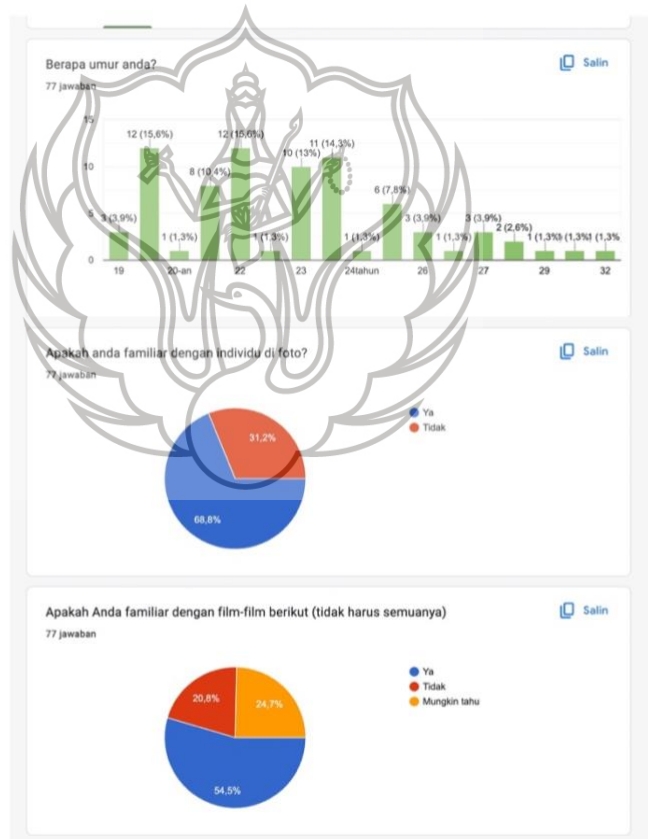 Berapa umur anda?
Salin
77 jawaban
15
10
5
0
3 (3,9%)
12 (15,6%)
1 (1,3%)
8 (10,4%)
12 (15,6%)
1 (1,3%)
10 (13%)
11 (14,3%)
1 (1,3%)
6 (7,8%)
3 (3,9%)
1 (1,3%)
3 (3,9%)
2 (2,6%)
1 (1,3%)
1 (1,3%)
1 (1,3%
19 20-an 22 23 24tahun 26 27 29 32
Apakah anda familiar dengan individu di foto?
Salin
77 jawaban
Ya
Tidak
31,2%
68,8%
Apakah Anda familiar dengan film-film berikut (tidak harus semuanya)
Salin
77 jawaban
Ya
Tidak
Mungkin tahu
20,8%
24,7%
54,5%